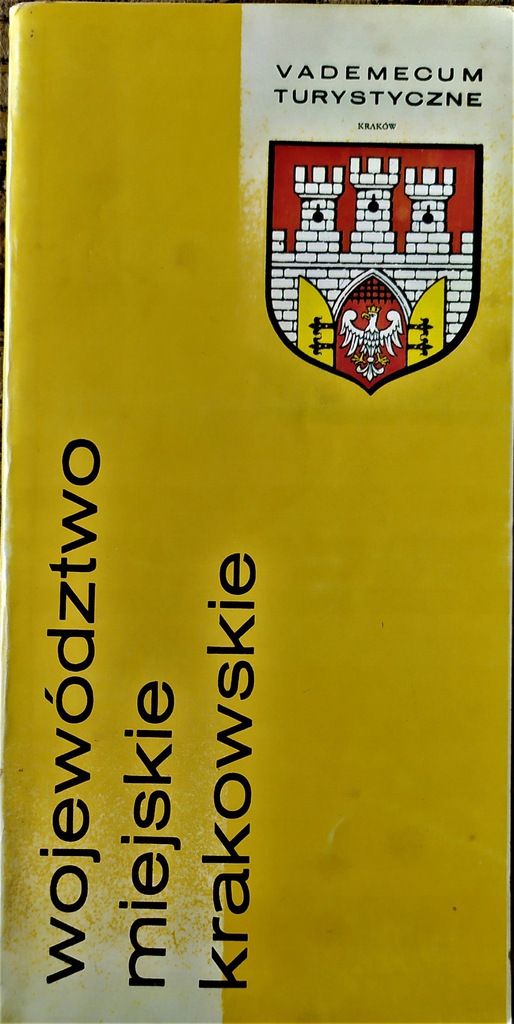 VADEMECUM
TURYSTYCZNE
KRAKÓW
województwo
miejskie
krakowskie